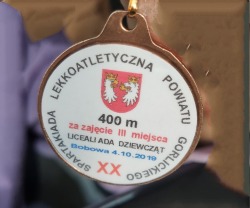 XX SPARTAKIADA LEKKOATLETYCZNA POWIATU GORLICKIEGO
400 m
za zajęcie III miejsca
LICEALIADA DZIEWCZĄT
Bobowa 4.10.2019